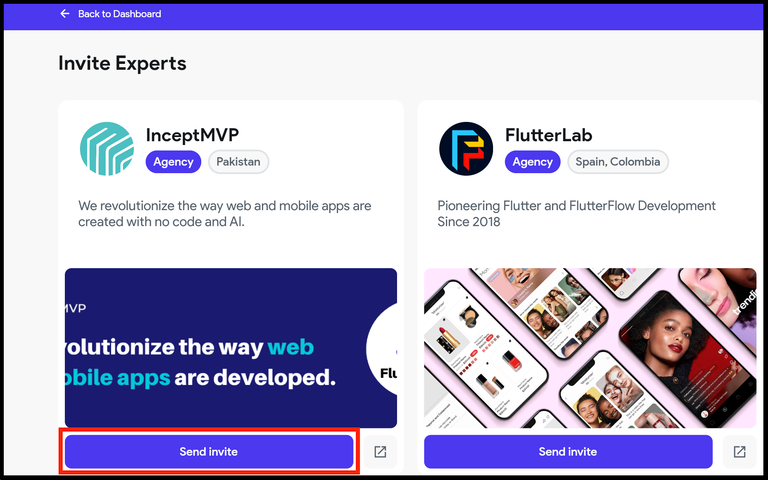 Back to Dashboard
Invite Experts
InceptMVP
Agency
Pakistan
We revolutionize the way web and mobile apps are
created with no code and AI.
MVP
volutionize the way web
obile apps are developed.
Flu
Send invite
FlutterLab
Agency
Spain, Colombia
Pioneering Flutter and FlutterFlow Development
Since 2018
trendi
Send invite